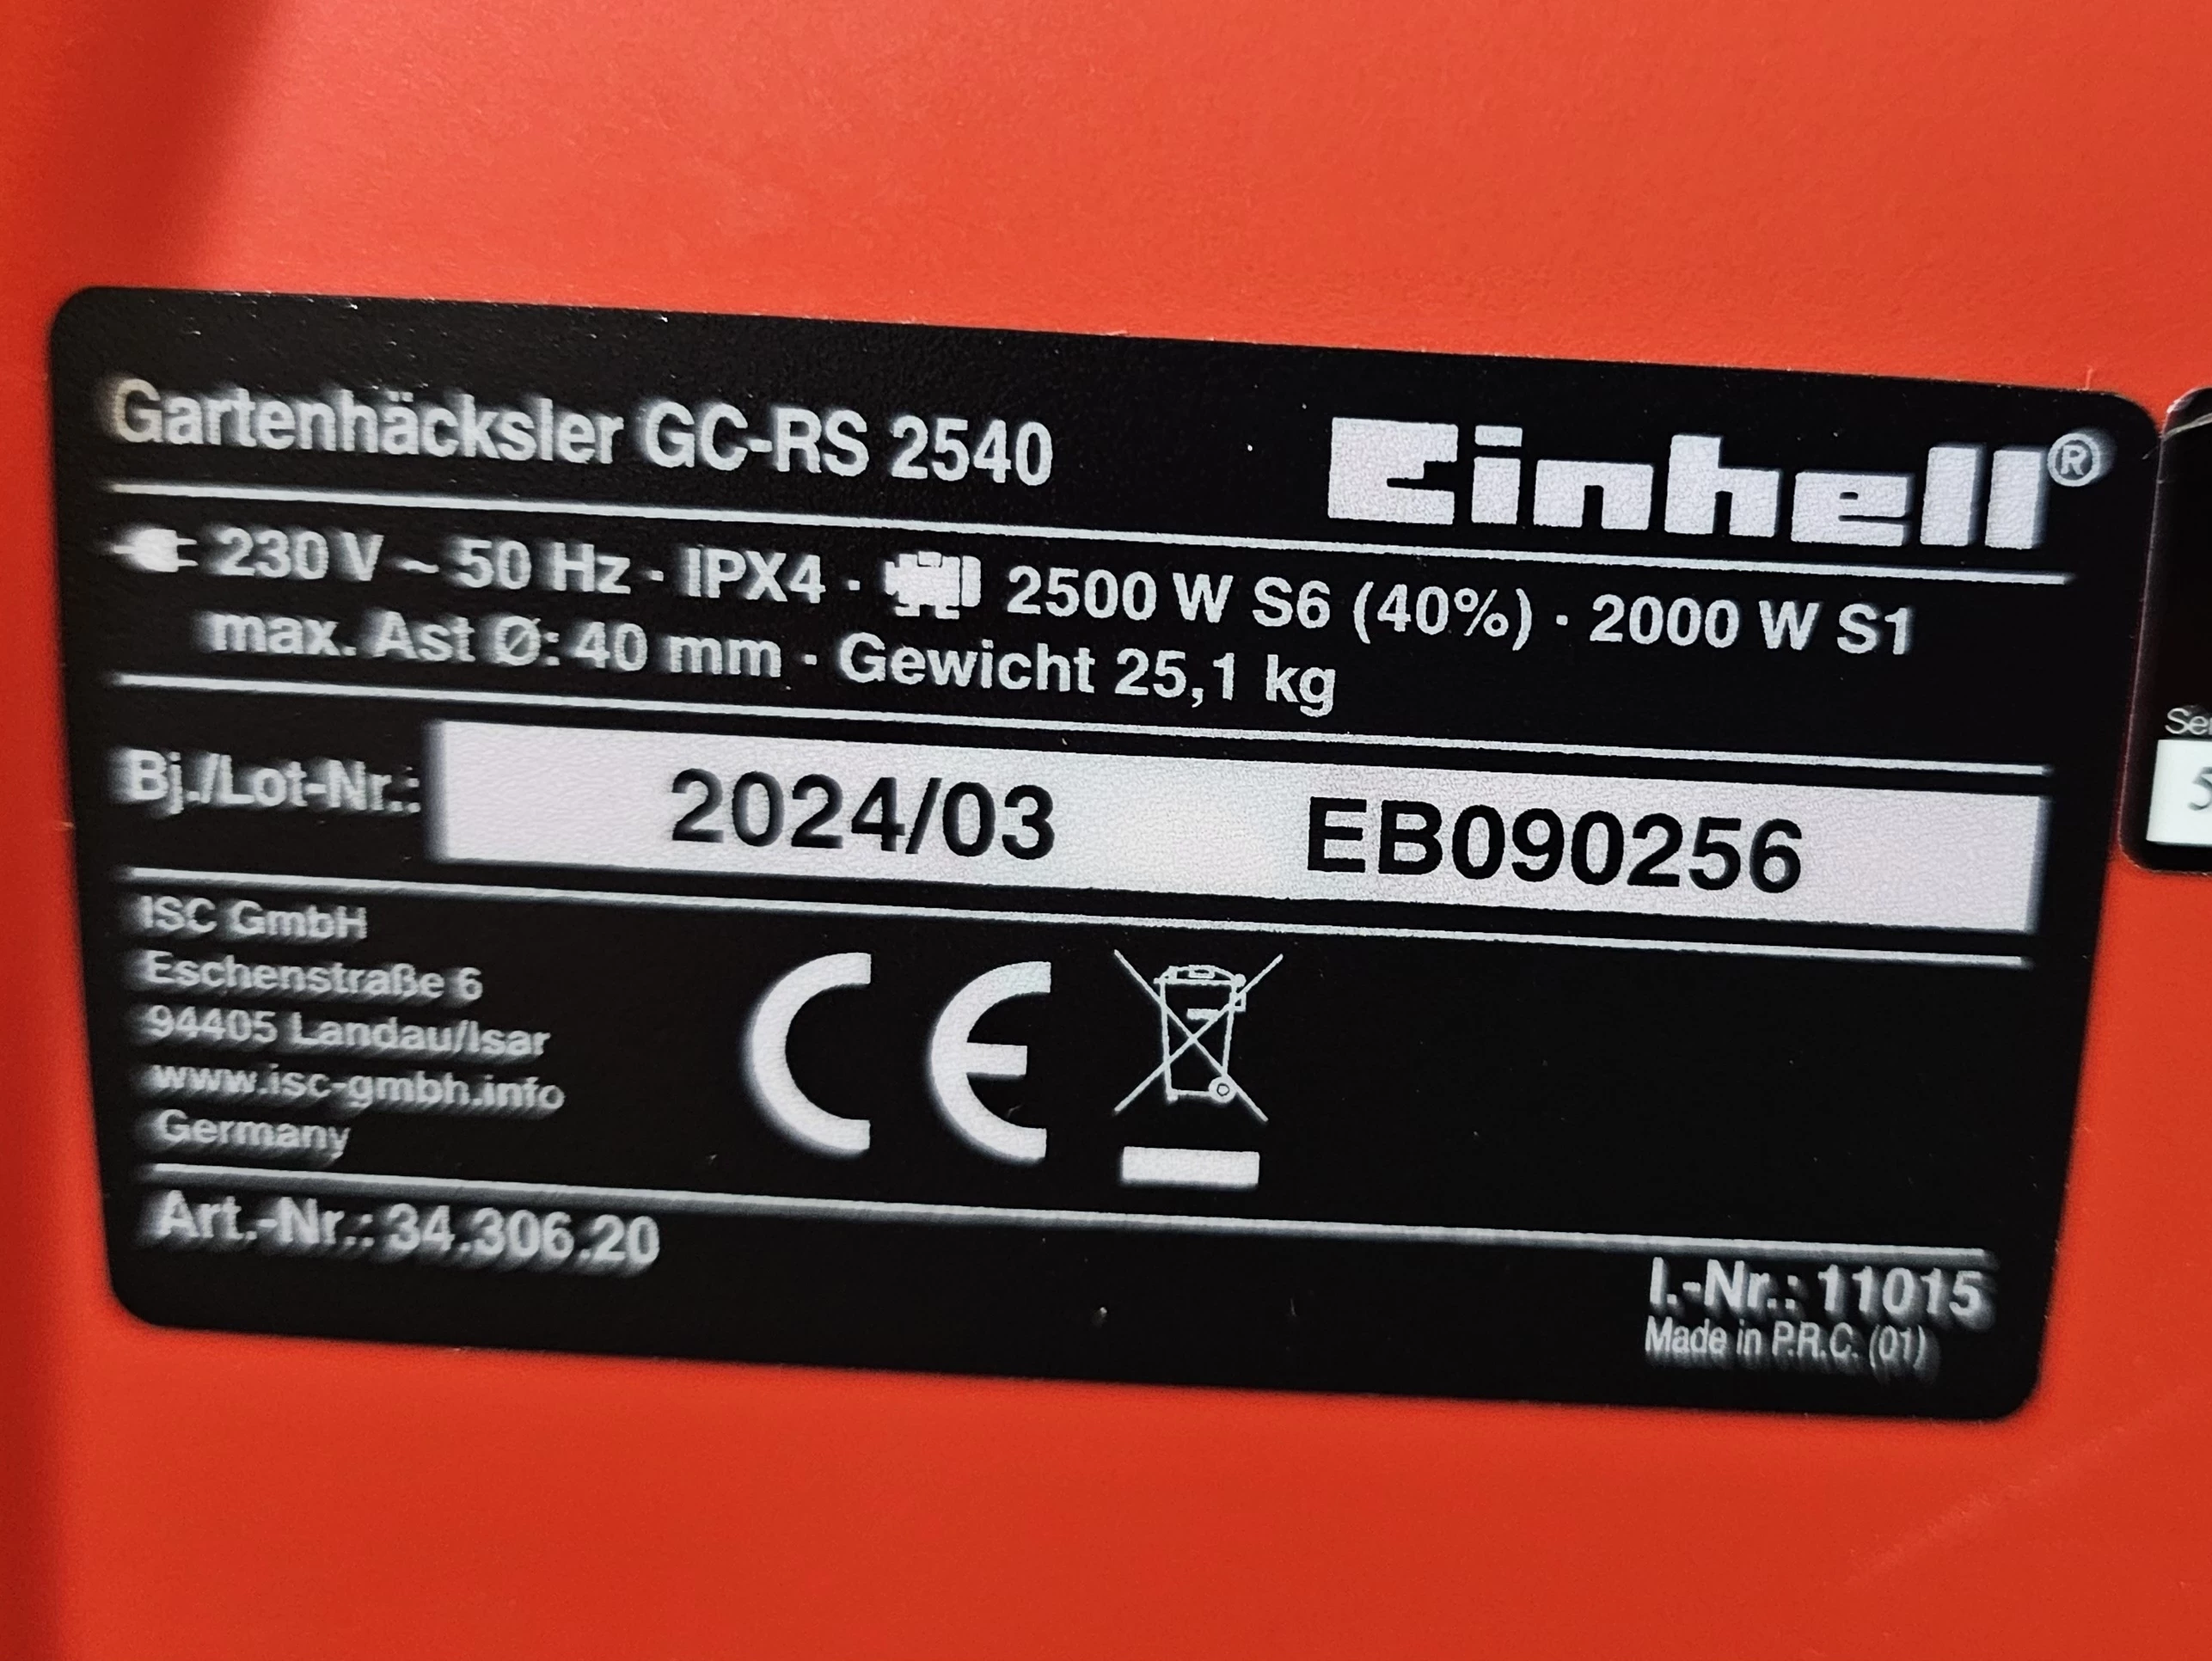 Gartenhäcksler GC-RS 2540
Einhell®
230 V ~ 50 Hz · IPX4 · 2500 W S6 (40%) · 2000 W S1
max. Ast Ø: 40 mm · Gewicht 25,1 kg
Bj./Lot-Nr.: 2024/03 EB090256
ISC GmbH
Eschenstraße 6
94405 Landau/Isar
www.isc-gmbh.info
Germany
CE
Art.-Nr.: 34.306.20
I.-Nr.: 11015
Made in P.R.C. (01)